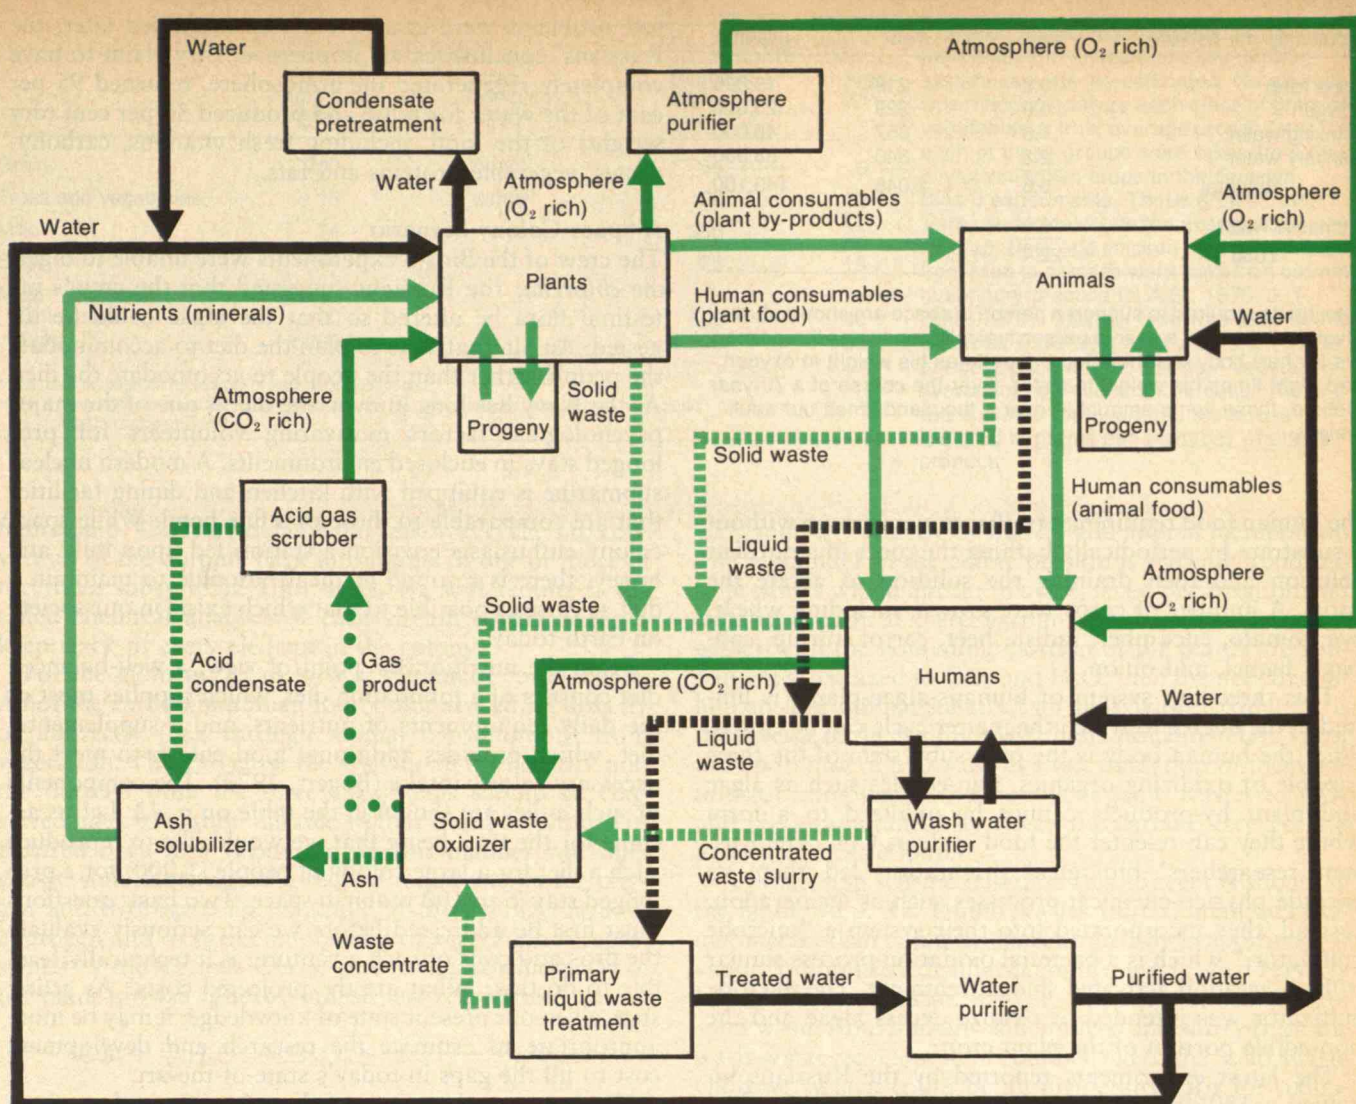 Water
Atmosphere (O₂ rich)
Condensate
pretreatment
Atmosphere
purifier
Water
Atmosphere
(O₂ rich)
Animal consumables
(plant by-products)
Atmosphere
(O₂ rich)
Water
Plants
Animals
Nutrients (minerals)
Human consumables
(plant food)
Water
Atmosphere
(CO₂ rich)
Solid
waste
Progeny
Solid waste
Progeny
Human consumables
(animal food)
Acid gas
scrubber
Liquid
waste
Atmosphere
(O₂ rich)
Solid waste
Acid
condensate
Gas
product
Atmosphere (CO₂ rich)
Humans
Water
Liquid
waste
Ash
solubilizer
Solid waste
oxidizer
Wash water
purifier
Ash
Concentrated
waste slurry
Waste
concentrate
Primary
liquid waste
treatment
Treated water
Water
purifier
Purified water